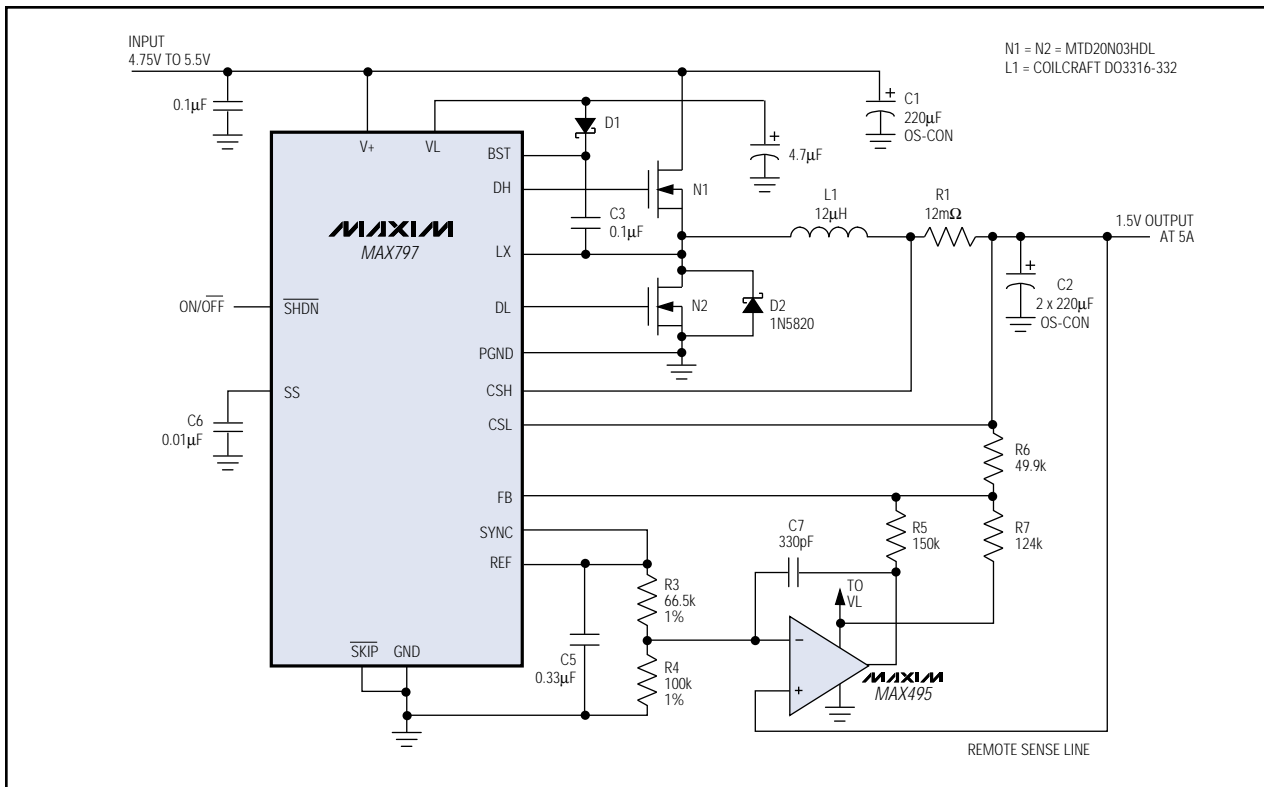 INPUT
4.75V TO 5.5V
N1 = N2 = MTD20N03HDL
L1 = COILCRAFT DO3316-332
0.1μF
+
C1
220μF
OS-CON
D1
V+
VL
BST
+
4.7μF
DH
N1
L1
12μH
R1
12mΩ
C3
0.1μF
1.5V OUTPUT
AT 5A
MAXIM
MAX797
LX
+
C2
2 x 220μF
OS-CON
ON/OFF
SHDN
DL
N2
D2
1N5820
PGND
SS
CSH
C6
0.01μF
CSL
R6
49.9k
FB
C7
330pF
R5
150k
R7
124k
SYNC
REF
R3
66.5k
1%
TO
VL
SKIP
GND
C5
0.33μF
R4
100k
1%
−
+
MAXIM
MAX495
REMOTE SENSE LINE